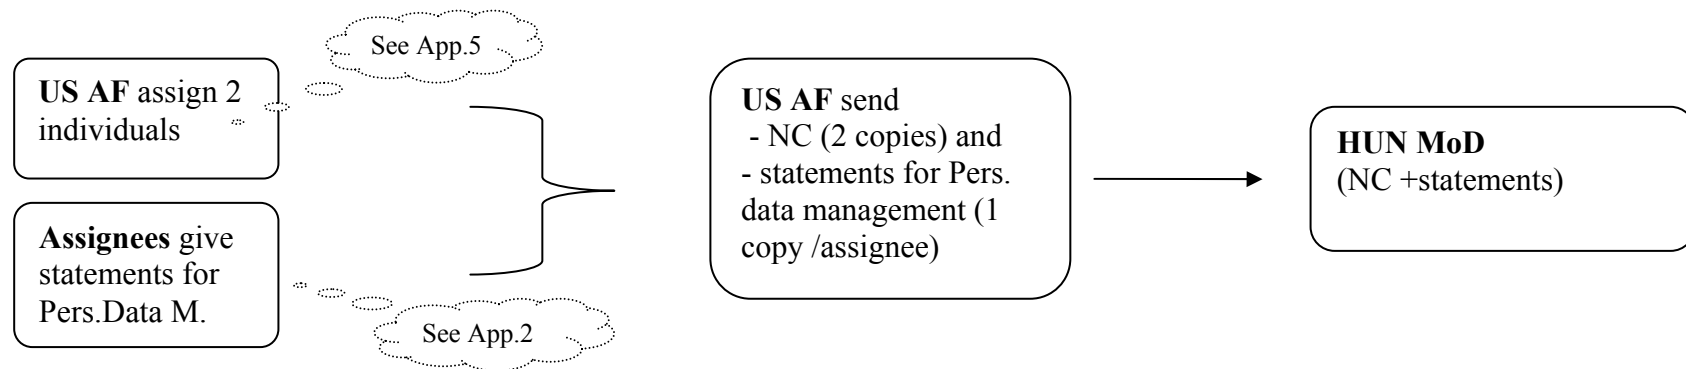 See App.5
US AF assign 2
individuals
Assignees give
statements for
Pers.Data M.
See App.2
US AF send
- NC (2 copies) and
- statements for Pers.
data management (1
copy /assignee)
HUN MoD
(NC +statements)